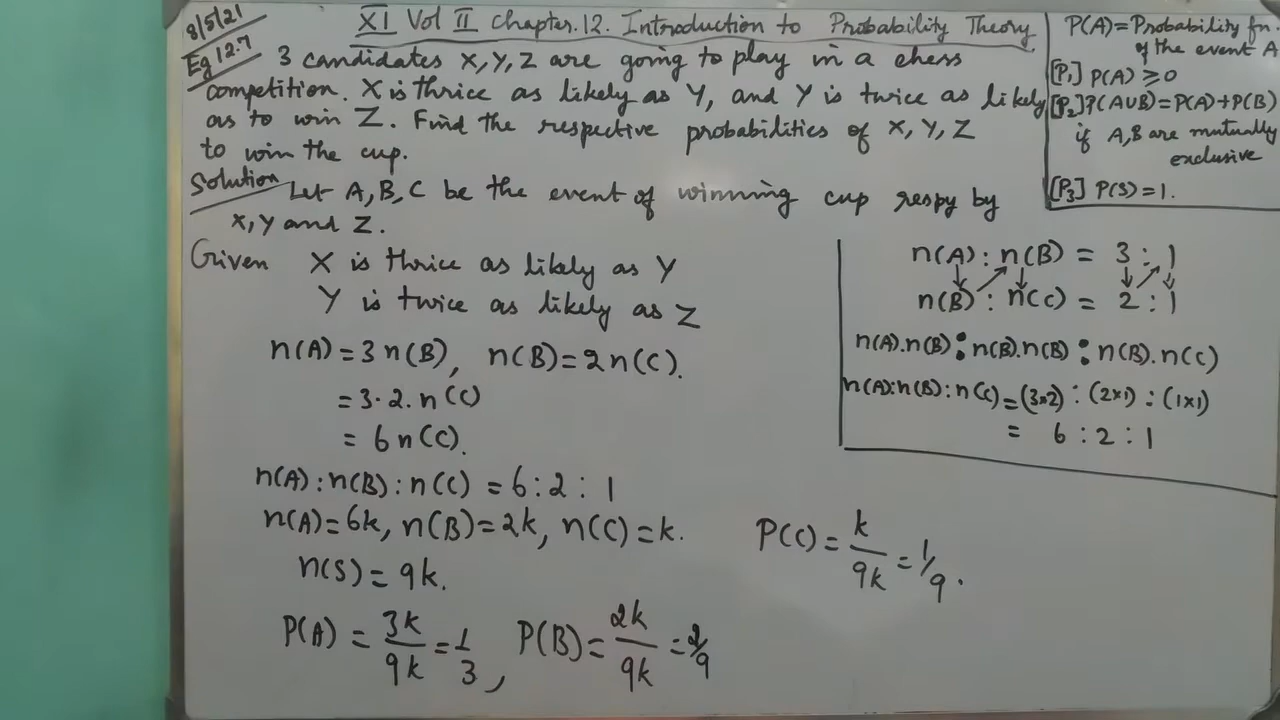 8/5/21
XI Vol II Chapter.12. Introduction to Probability Theory
Eg 12.7
3 candidates X, Y, Z are going to play in a chess
competition. X is thrice as likely as Y, and Y is twice as likely
as to win Z. Find the respective probabilities of X, Y, Z
to win the cup.
Solution Let A, B, C be the event of winning cup respy by
X, Y and Z.
Given X is thrice as likely as Y
Y is twice as likely as Z
n(A) = 3 n(B), n(B) = 2 n(C).
= 3·2. n(C)
= 6 n(C).
n(A) : n(B) : n(C) = 6 : 2 : 1
n(A) = 6k, n(B) = 2k, n(C) = k.
n(S) = 9k.
P(A) = 3k/9k = 1/3, P(B) = 2k/9k = 2/9
P(C) = k/9k = 1/9.
P(A) = Probability fn.
of the event A
[P1] P(A) ≥ 0
[P2] P(A∪B) = P(A) + P(B)
if A, B are mutually
exclusive
[P3] P(S) = 1.
n(A) : n(B) = 3 : 1
n(B) : n(C) = 2 : 1
n(A).n(B) : n(B).n(B) : n(B).n(C)
n(A) : n(B) : n(C) = (3×2) : (2×1) : (1×1)
= 6 : 2 : 1